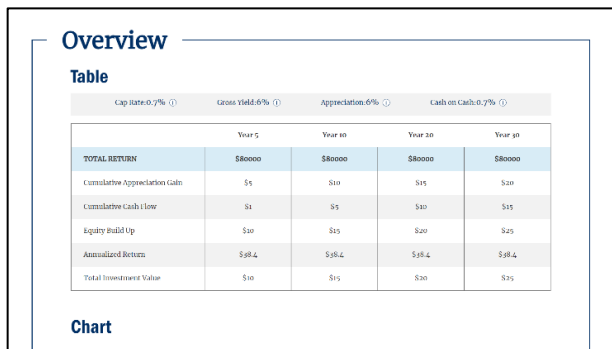 Overview
Table
Cap Rate:0.7% ⓘ Gross Yield:6% ⓘ Appreciation:6% ⓘ Cash on Cash:0.7% ⓘ
Year 5 Year 10 Year 20 Year 30
TOTAL RETURN $80000 $80000 $80000 $80000
Cumulative Appreciation Gain $5 $10 $15 $20
Cumulative Cash Flow $1 $5 $10 $15
Equity Build Up $10 $15 $20 $25
Annualized Return $38.4 $38.4 $38.4 $38.4
Total Investment Value $10 $15 $20 $25
Chart